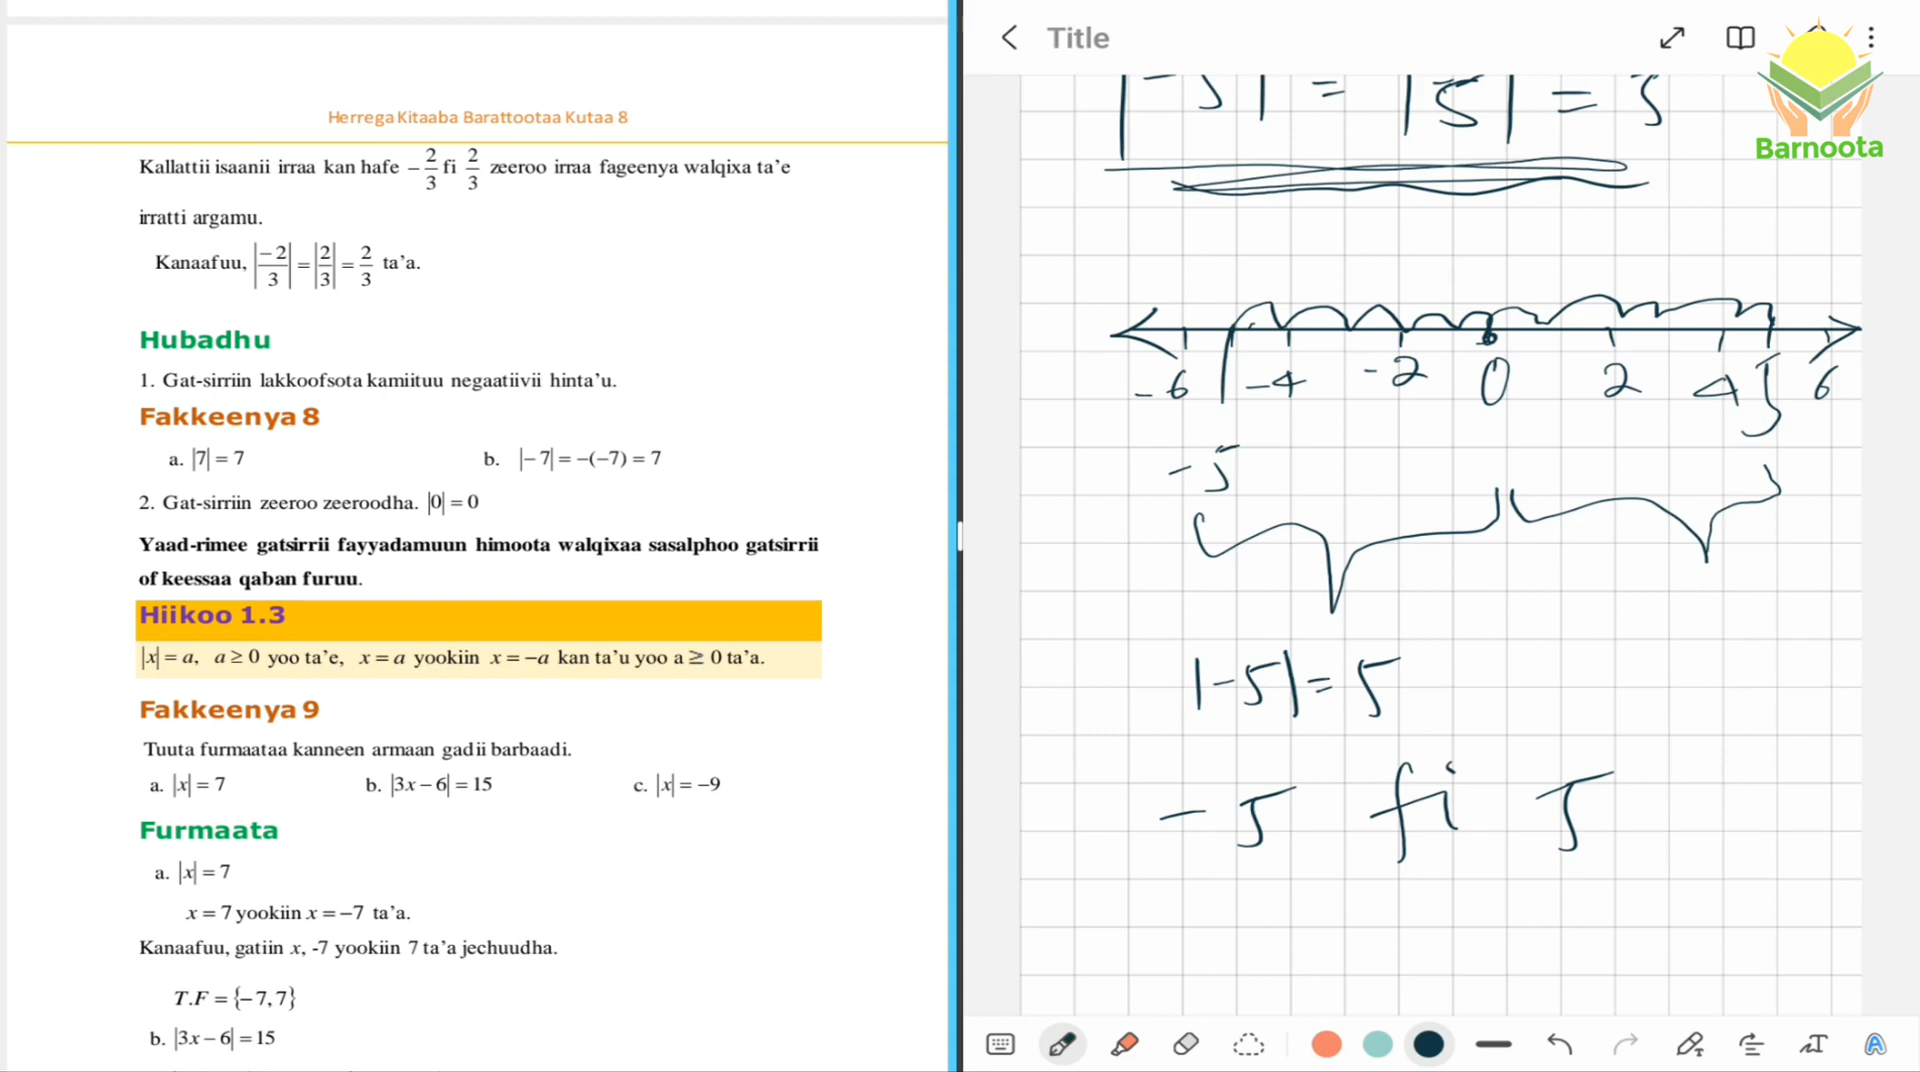 Herrega Kitaaba Barattootaa Kutaa 8
Kallattii isaanii irraa kan hafe −2/3 fi 2/3 zeeroo irraa fageenya walqixa ta’e
irratti argamu.
Kanaafuu, |−2/3| = |2/3| = 2/3 ta’a.
Hubadhu
1. Gat-sirriin lakkoofsota kamiituu negaatiivii hinta’u.
Fakkeenya 8
a. |7| = 7 b. |−7| = −(−7) = 7
2. Gat-sirriin zeeroo zeeroodha. |0| = 0
Yaad-rimee gatsirrii fayyadamuun himoota walqixaa sasalphoo gatsirrii
of keessaa qaban furuu.
Hiikoo 1.3
|x| = a, a ≥ 0 yoo ta’e, x = a yookiin x = −a kan ta’u yoo a ≥ 0 ta’a.
Fakkeenya 9
Tuuta furmaataa kanneen armaan gadii barbaadi.
a. |x| = 7 b. |3x − 6| = 15 c. |x| = −9
Furmaata
a. |x| = 7
x = 7 yookiin x = −7 ta’a.
Kanaafuu, gatiin x, -7 yookiin 7 ta’a jechuudha.
T.F = {−7, 7}
b. |3x − 6| = 15
Title
Barnoota
|−5| = |5| = 5
−6 −4 −2 0 2 4 5 6
−5
|−5| = 5
−5 fi 5